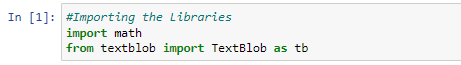 In [1]: #Importing the Libraries
import math
from textblob import TextBlob as tb